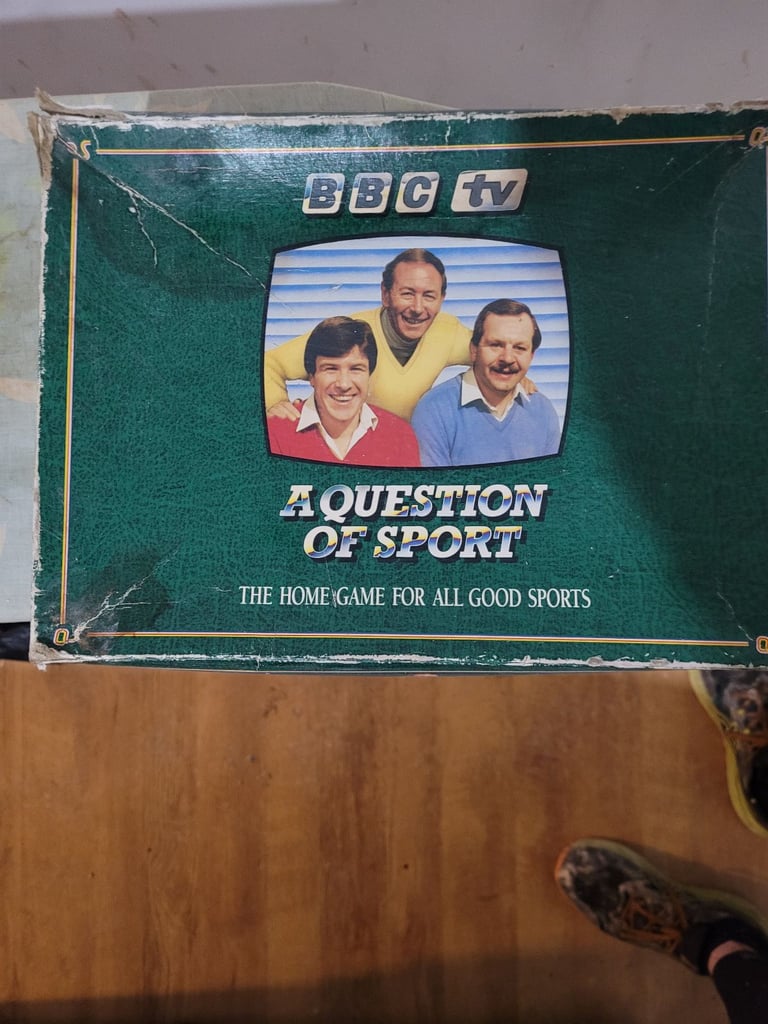 BBC tv
A QUESTION
OF SPORT
THE HOME GAME FOR ALL GOOD SPORTS